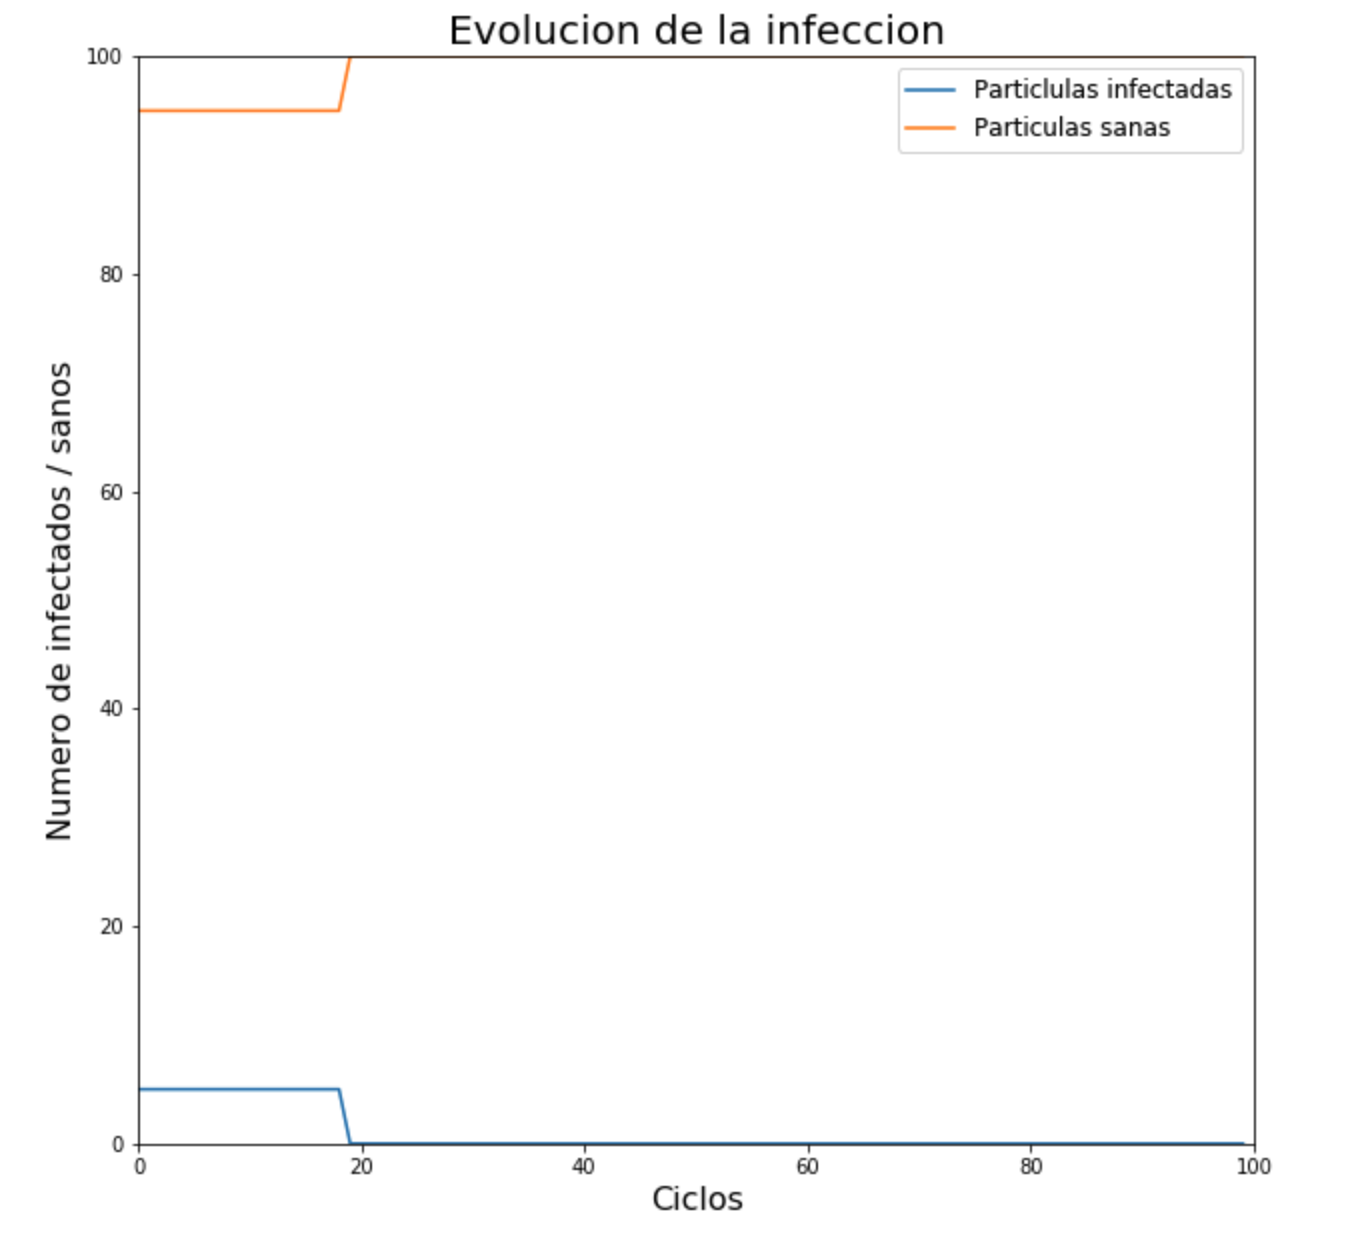 Evolucion de la infeccion
Particlulas infectadas
Particulas sanas
Numero de infectados / sanos
100
80
60
40
20
0
0 20 40 60 80 100
Ciclos